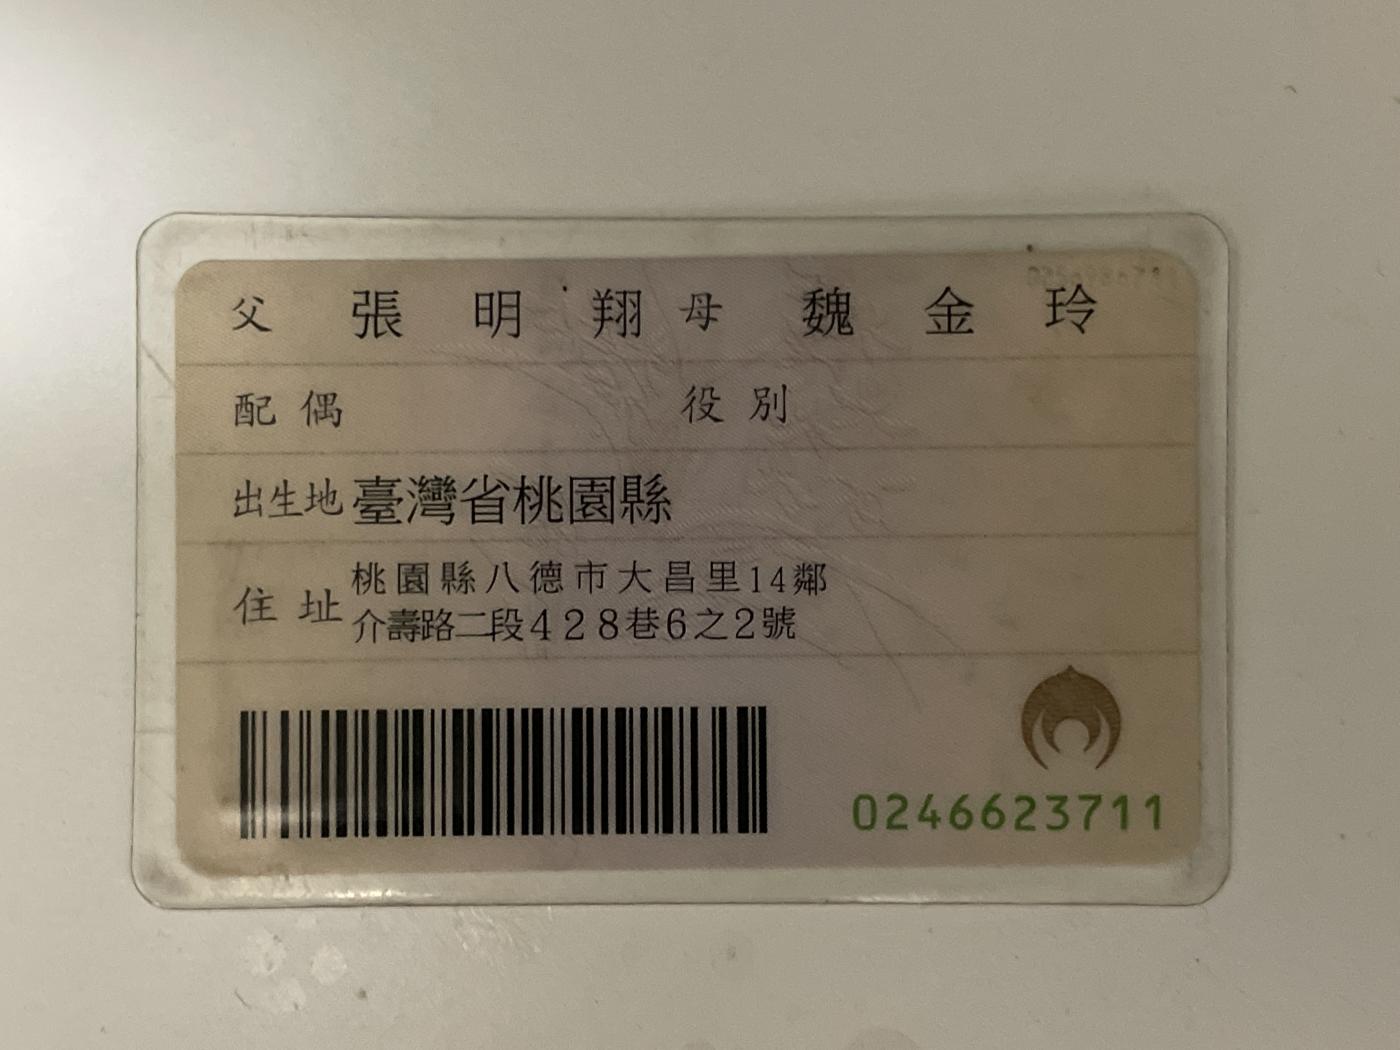 父 張明翔 母 魏金玲
配偶 役別
出生地 臺灣省桃園縣
住址 桃園縣八德市大昌里14鄰
介壽路二段428巷6之2號
0246623711